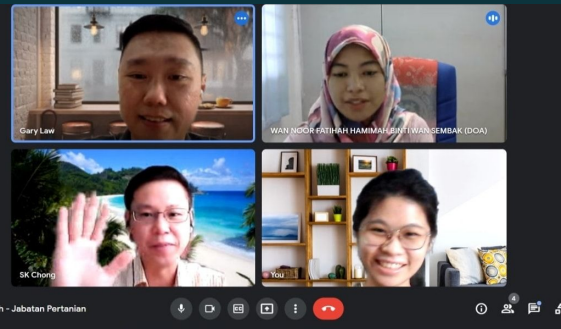 Gary Law
WAN NOOR FATIHAH HAMIMAH BINTI WAN SEMBAK (DOA)
SK Chong
You
h - Jabatan Pertanian
4